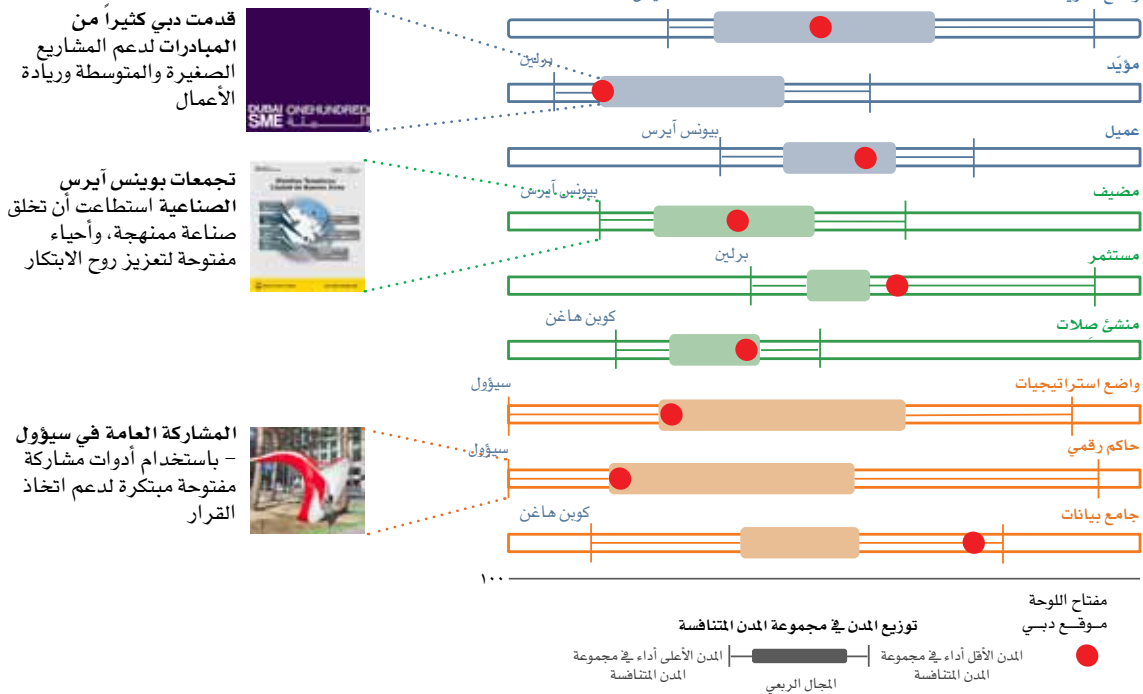 قدمت دبي كثيراً من
المبادرات لدعم المشاريع
الصغيرة والمتوسطة وريادة
الأعمال
DUBAI ONEHUNDRED
SME
مؤيّد
برلين
عميل
بيونس آيرس
تجمعات بوينس آيرس
الصناعية استطاعت أن تخلق
صناعة ممنهجة، وأحياء
مفتوحة لتعزيز روح الابتكار
مضيف
بيونس آيرس
مستثمر
برلين
منشئ صِلات
كوبن هاغن
واضع استراتيجيات
سيؤول
المشاركة العامة في سيؤول
– باستخدام أدوات مشاركة
مفتوحة مبتكرة لدعم اتخاذ
القرار
حاكم رقمي
سيؤول
جامع بيانات
كوبن هاغن
١٠٠
مفتاح اللوحة
مـوقـــع دبـــي
توزيع المدن في مجموعة المدن المتنافسة
المدن الأقل أداء في مجموعة
المدن المتنافسة
المدن الأعلى أداء في مجموعة
المدن المتنافسة
المجال الربعي